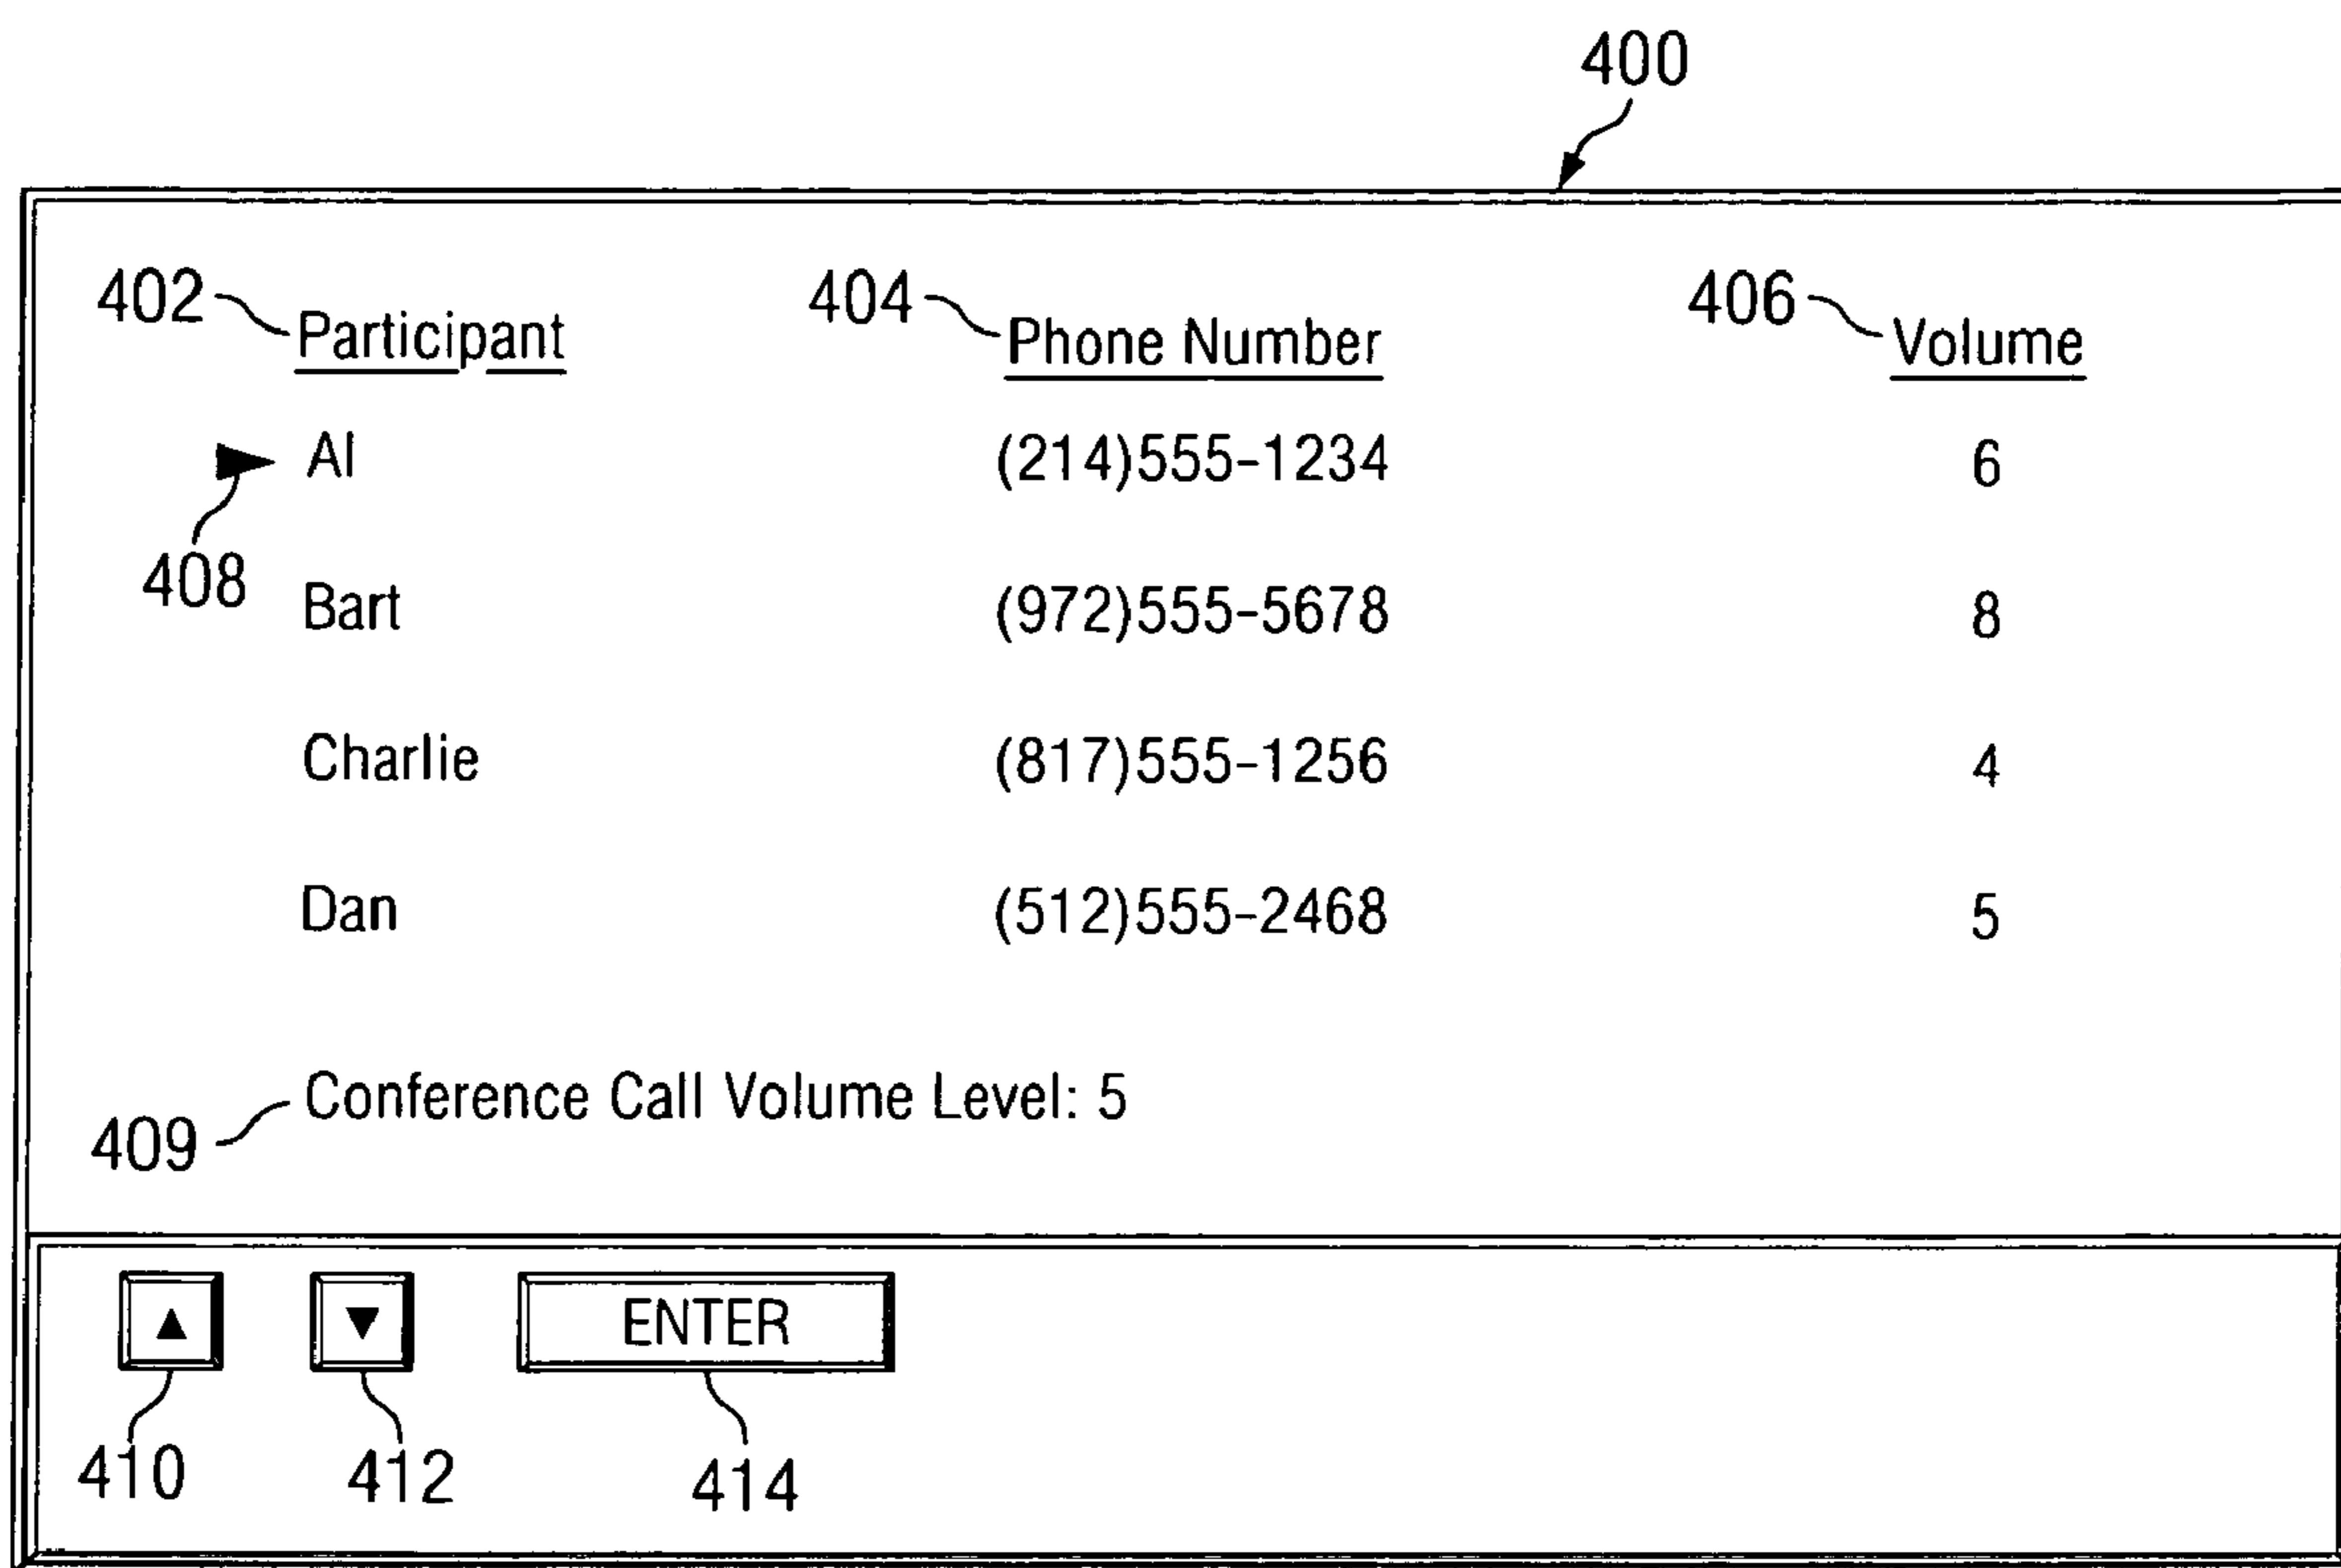 400
402 Participant 404 Phone Number 406 Volume
Al (214)555-1234 6
408
Bart (972)555-5678 8
Charlie (817)555-1256 4
Dan (512)555-2468 5
Conference Call Volume Level: 5
409
▲ ▼ ENTER
410 412 414